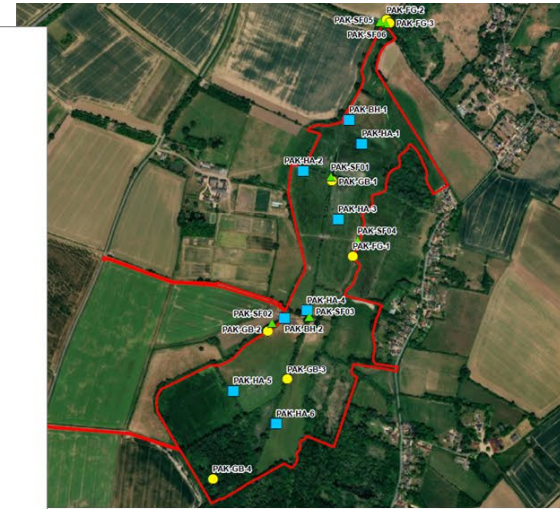 PAK-FG-2
PAK-SF05
PAK-FG-3
PAK-SF06
PAK-BH-1
PAK-HA-1
PAK-HA-2
PAK-SF01
PAK-GB-1
PAK-HA-3
PAK-SF04
PAK-FG-1
PAK-HA-4
PAK-SF02
PAK-SF03
PAK-GB-2
PAK-BH-2
PAK-GB-3
PAK-HA-5
PAK-HA-6
PAK-GB-4